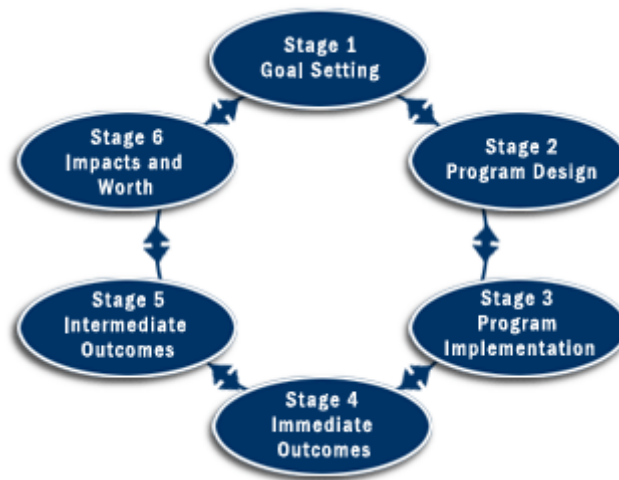 Stage 1
Goal Setting
Stage 2
Program Design
Stage 3
Program
Implementation
Stage 4
Immediate
Outcomes
Stage 5
Intermediate
Outcomes
Stage 6
Impacts and
Worth